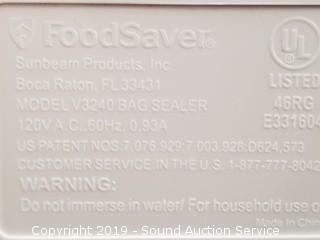 FoodSaver®
Sunbeam Products, Inc.
Boca Raton, FL 33431
MODEL V3240 BAG SEALER
120V A.C., 60Hz, 0.93A
UL®
LISTED
46RG
E331604
US PATENT NOS:7,076,929;7,003,928;D624,573
CUSTOMER SERVICE IN THE U.S. 1-877-777-8042
WARNING:
Do not immerse in water/ For household use o
Made in Chin
Copyright 2019 - Sound Auction Service